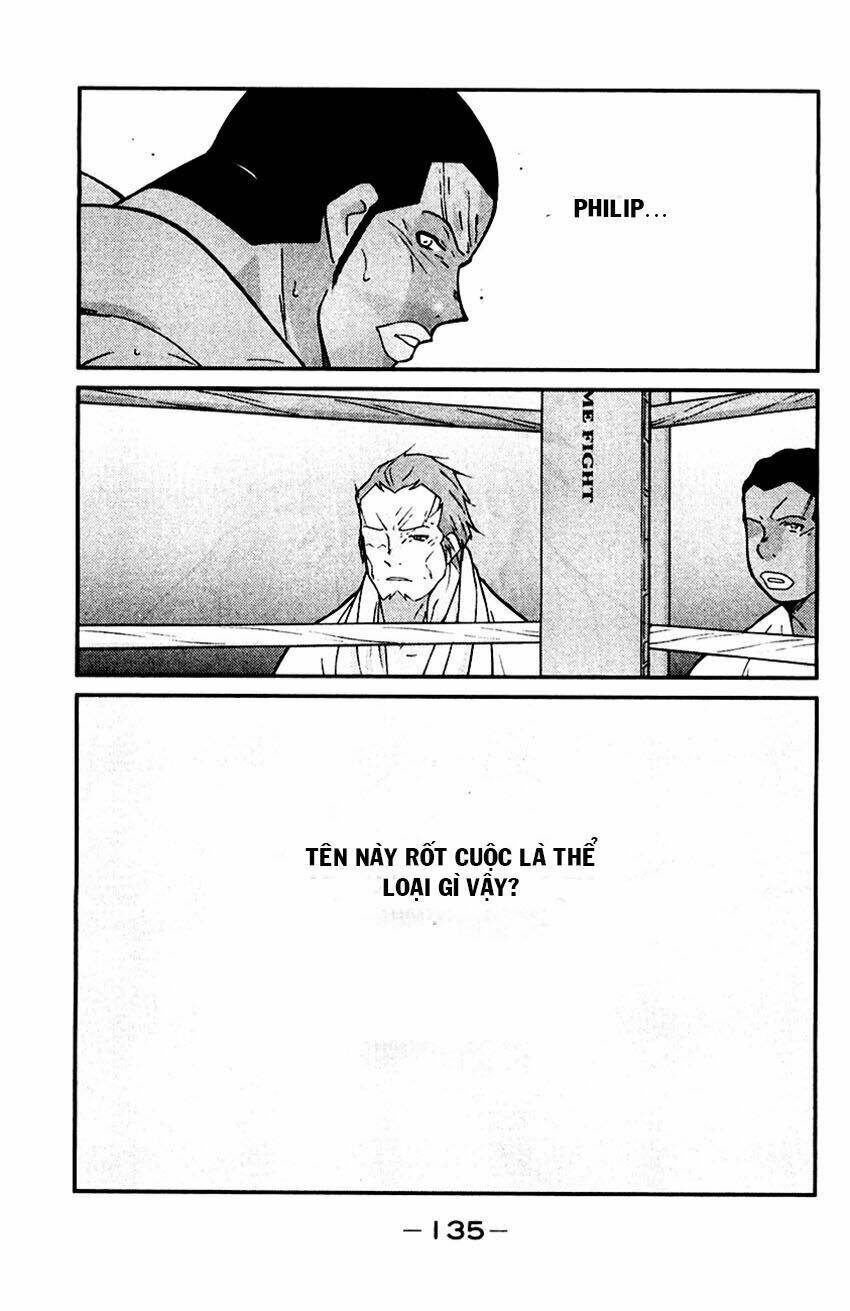 PHILIP...
ME FIGHT
TÊN NÀY RỐT CUỘC LÀ THỂ
LOẠI GÌ VẬY?
—135—